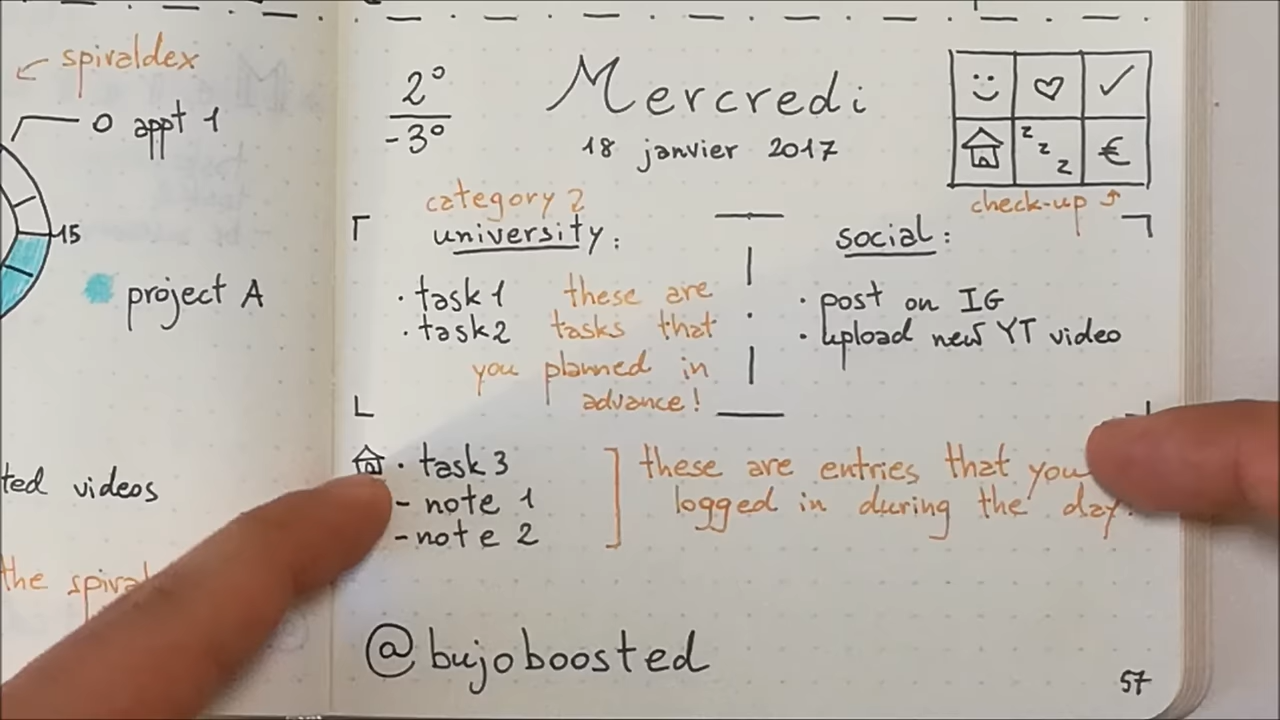 spiraldex
appt 1
15
project A
ted videos
the spiral
2°
-3°
Mercredi
18 janvier 2017
z z z
€
check-up
category 2
university:
· task 1
· task 2
these are
tasks that
you planned in
advance!
social:
· post on IG
· upload new YT video
· task 3
- note 1
- note 2
these are entries that you
logged in during the day.
@bujoboosted
57